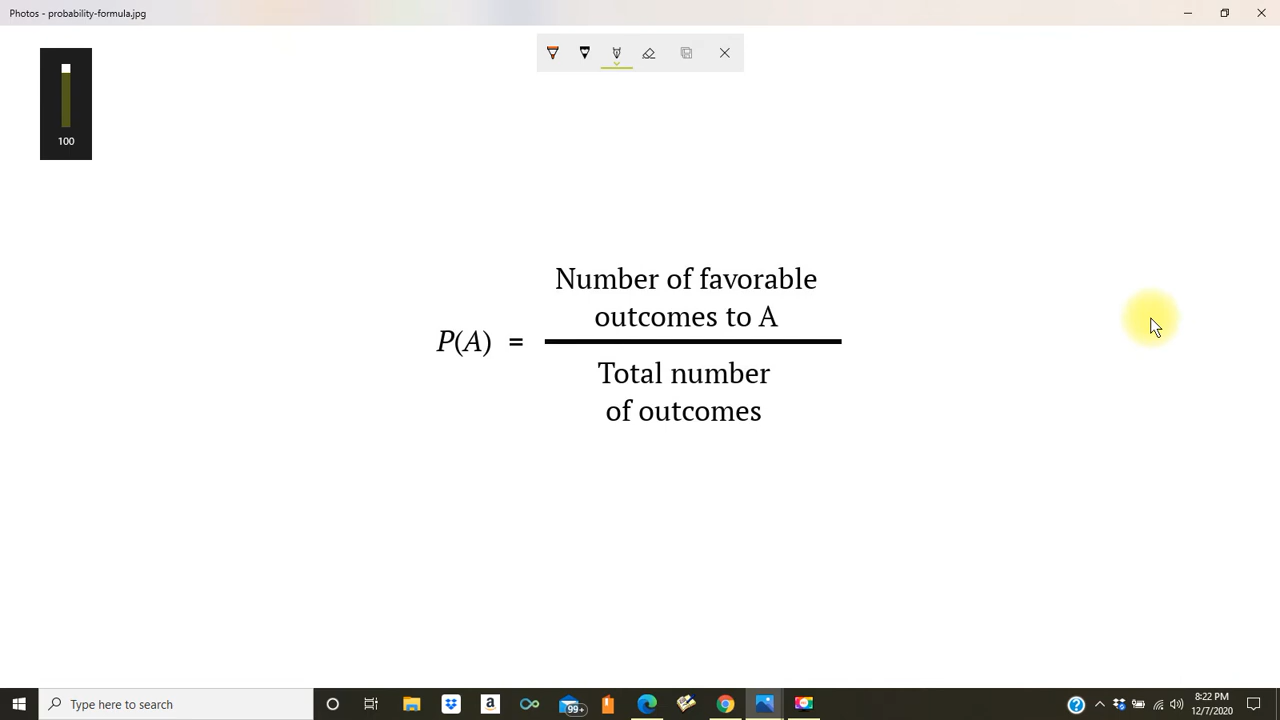 Photos - probability-formula.jpg
100
Number of favorable
outcomes to A
P(A) =
Total number
of outcomes
Type here to search
a
99+
?
8:22 PM
12/7/2020